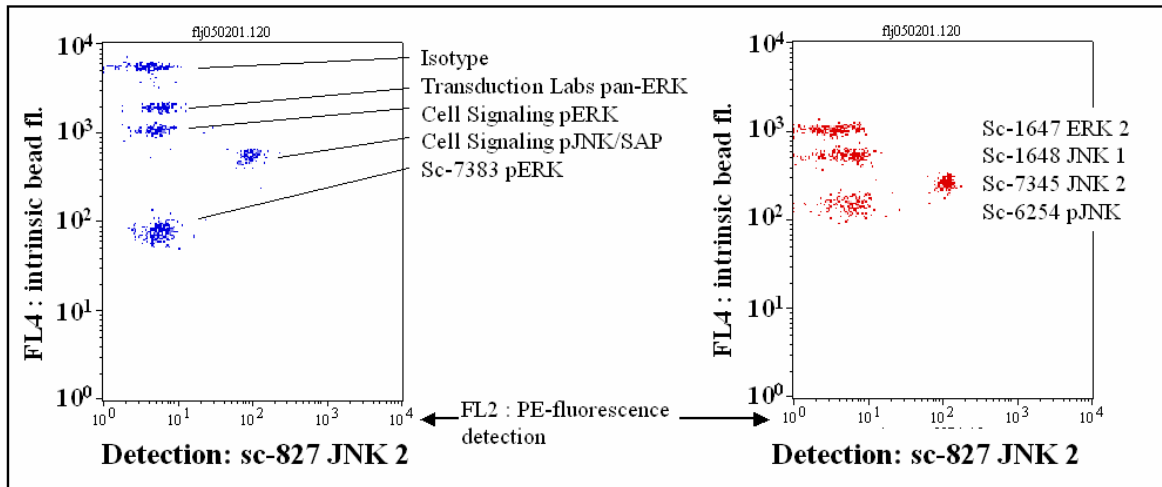 flj050201.120
10^4
10^3
10^2
10^1
10^0
FL4 : intrinsic bead fl.
10^0 10^1 10^2 10^3 10^4
Detection: sc-827 JNK 2
Isotype
Transduction Labs pan-ERK
Cell Signaling pERK
Cell Signaling pJNK/SAP
Sc-7383 pERK
FL2 : PE-fluorescence
detection
flj050201.120
10^4
10^3
10^2
10^1
10^0
FL4 : intrinsic bead fl.
10^0 10^1 10^2 10^3 10^4
Sc-1647 ERK 2
Sc-1648 JNK 1
Sc-7345 JNK 2
Sc-6254 pJNK
Detection: sc-827 JNK 2